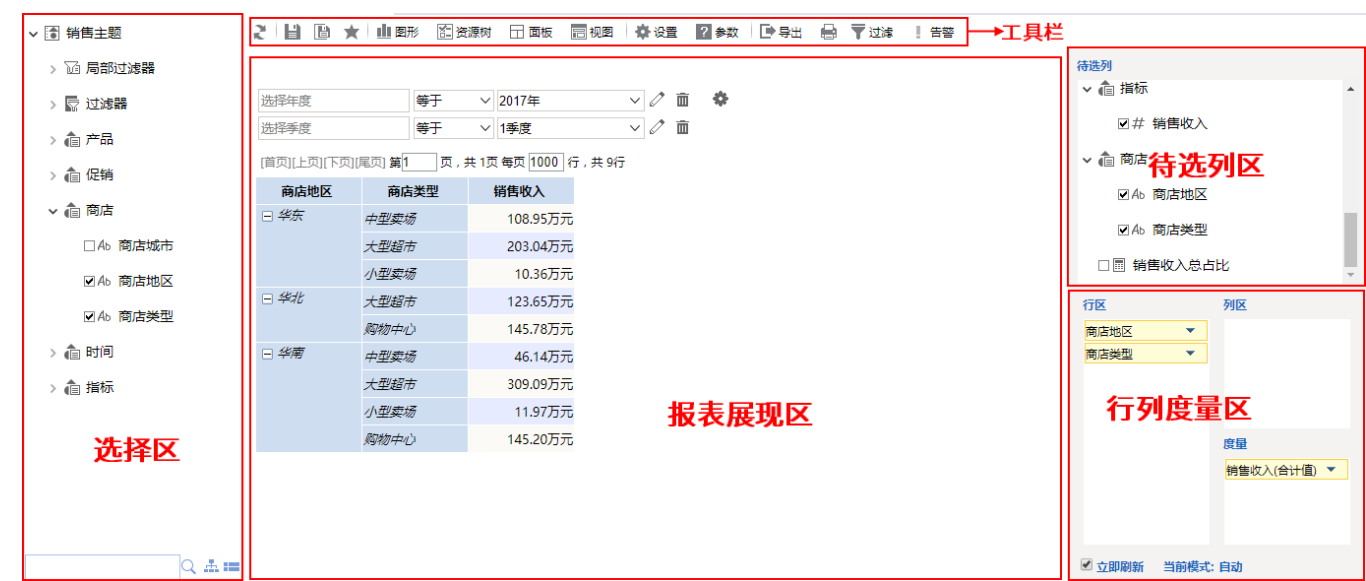 销售主题
局部过滤器
过滤器
产品
促销
商店
Ab 商店城市
Ab 商店地区
Ab 商店类型
时间
指标
选择区
图形 资源树 面板 视图 设置 ? 参数 导出 过滤 ! 告警
工具栏
选择年度 等于 2017年
选择季度 等于 1季度
[首页][上页][下页][尾页] 第1 页，共 1页 每页 1000 行，共 9行
商店地区 商店类型 销售收入
华东 中型卖场 108.95万元
大型超市 203.04万元
小型卖场 10.36万元
华北 大型超市 123.65万元
购物中心 145.78万元
华南 中型卖场 46.14万元
大型超市 309.09万元
小型卖场 11.97万元
购物中心 145.20万元
报表展现区
待选列
指标
# 销售收入
商店
待选列区
Ab 商店地区
Ab 商店类型
销售收入总占比
行区 列区
商店地区
商店类型
行列度量区
度量
销售收入(合计值)
立即刷新 当前模式: 自动